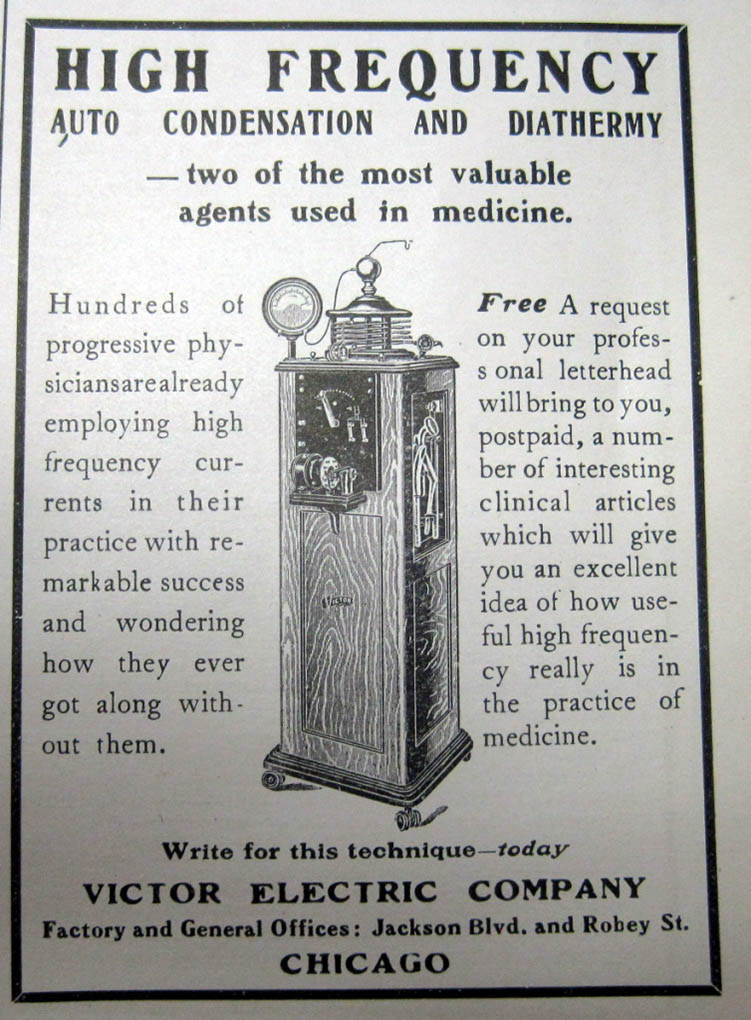 HIGH FREQUENCY
AUTO CONDENSATION AND DIATHERMY
— two of the most valuable
agents used in medicine.
Hundreds of
progressive phy-
siciansarealready
employing high
frequency cur-
rents in their
practice with re-
markable success
and wondering
how they ever
got along with-
out them.
VICTOR
Free A request
on your profes-
s onal letterhead
will bring to you,
postpaid, a num-
ber of interesting
clinical articles
which will give
you an excellent
idea of how use-
ful high frequen-
cy really is in
the practice of
medicine.
Write for this technique—today
VICTOR ELECTRIC COMPANY
Factory and General Offices: Jackson Blvd. and Robey St.
CHICAGO